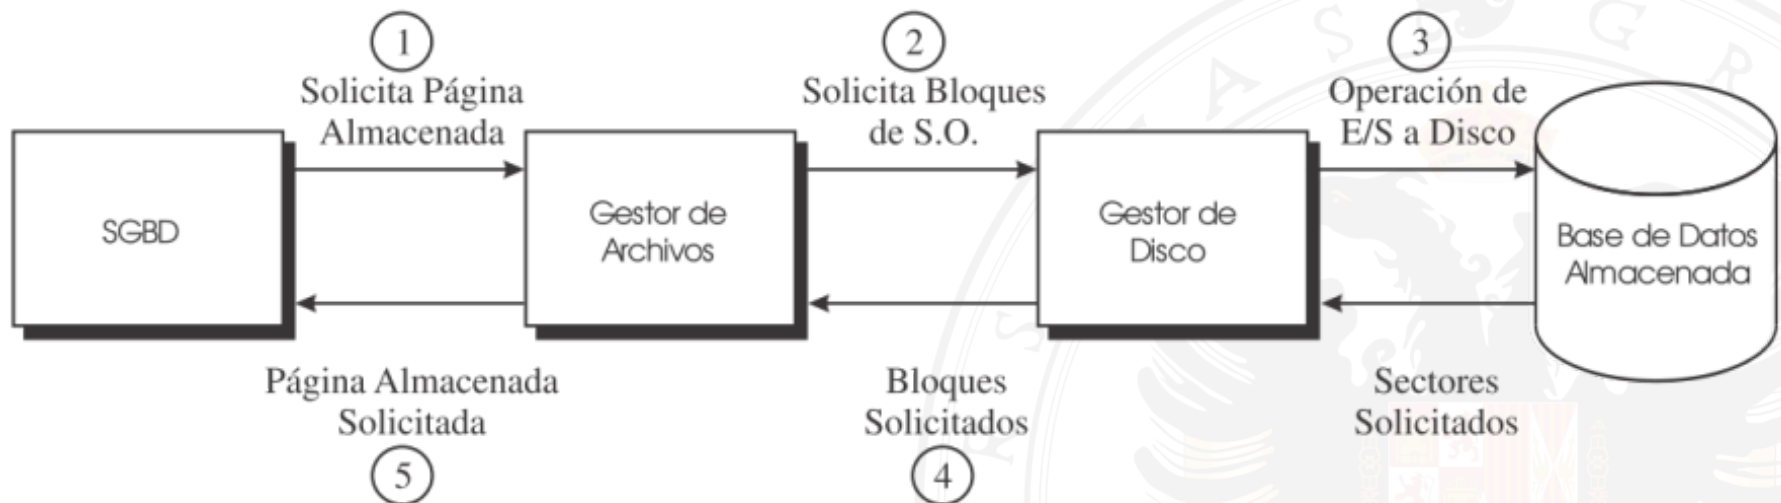 1
Solicita Página
Almacenada
2
Solicita Bloques
de S.O.
3
Operación de
E/S a Disco
SGBD
Gestor de
Archivos
Gestor de
Disco
Base de Datos
Almacenada
Página Almacenada
Solicitada
5
Bloques
Solicitados
4
Sectores
Solicitados